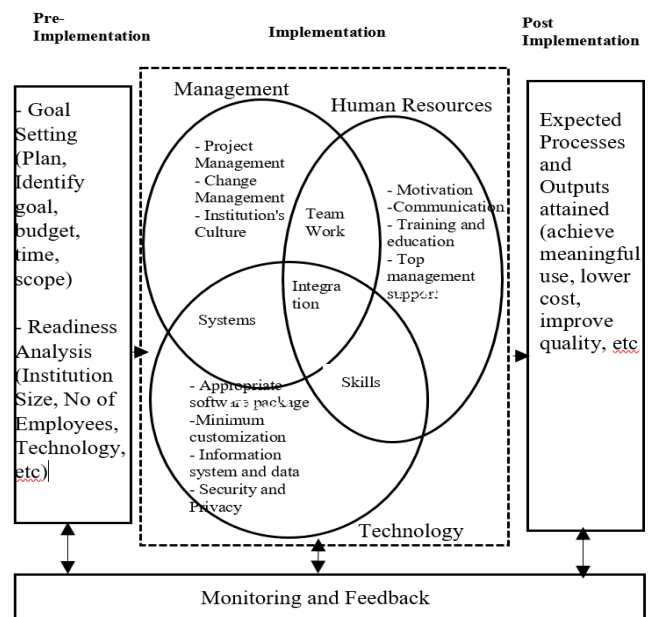 Pre-
Implementation
Implementation
Post
Implementation
- Goal
Setting
(Plan,
Identify
goal,
budget,
time,
scope)
- Readiness
Analysis
(Institution
Size, No of
Employees,
Technology,
etc)
Management
- Project
Management
- Change
Management
- Institution's
Culture
Human Resources
- Motivation
-Communication
- Training and
education
- Top
management
support
Team
Work
Integra
tion
Systems
Skills
- Appropriate
software package
-Minimum
customization
- Information
system and data
- Security and
Privacy
Technology
Expected
Processes
and
Outputs
attained
(achieve
meaningful
use, lower
cost,
improve
quality, etc
Monitoring and Feedback